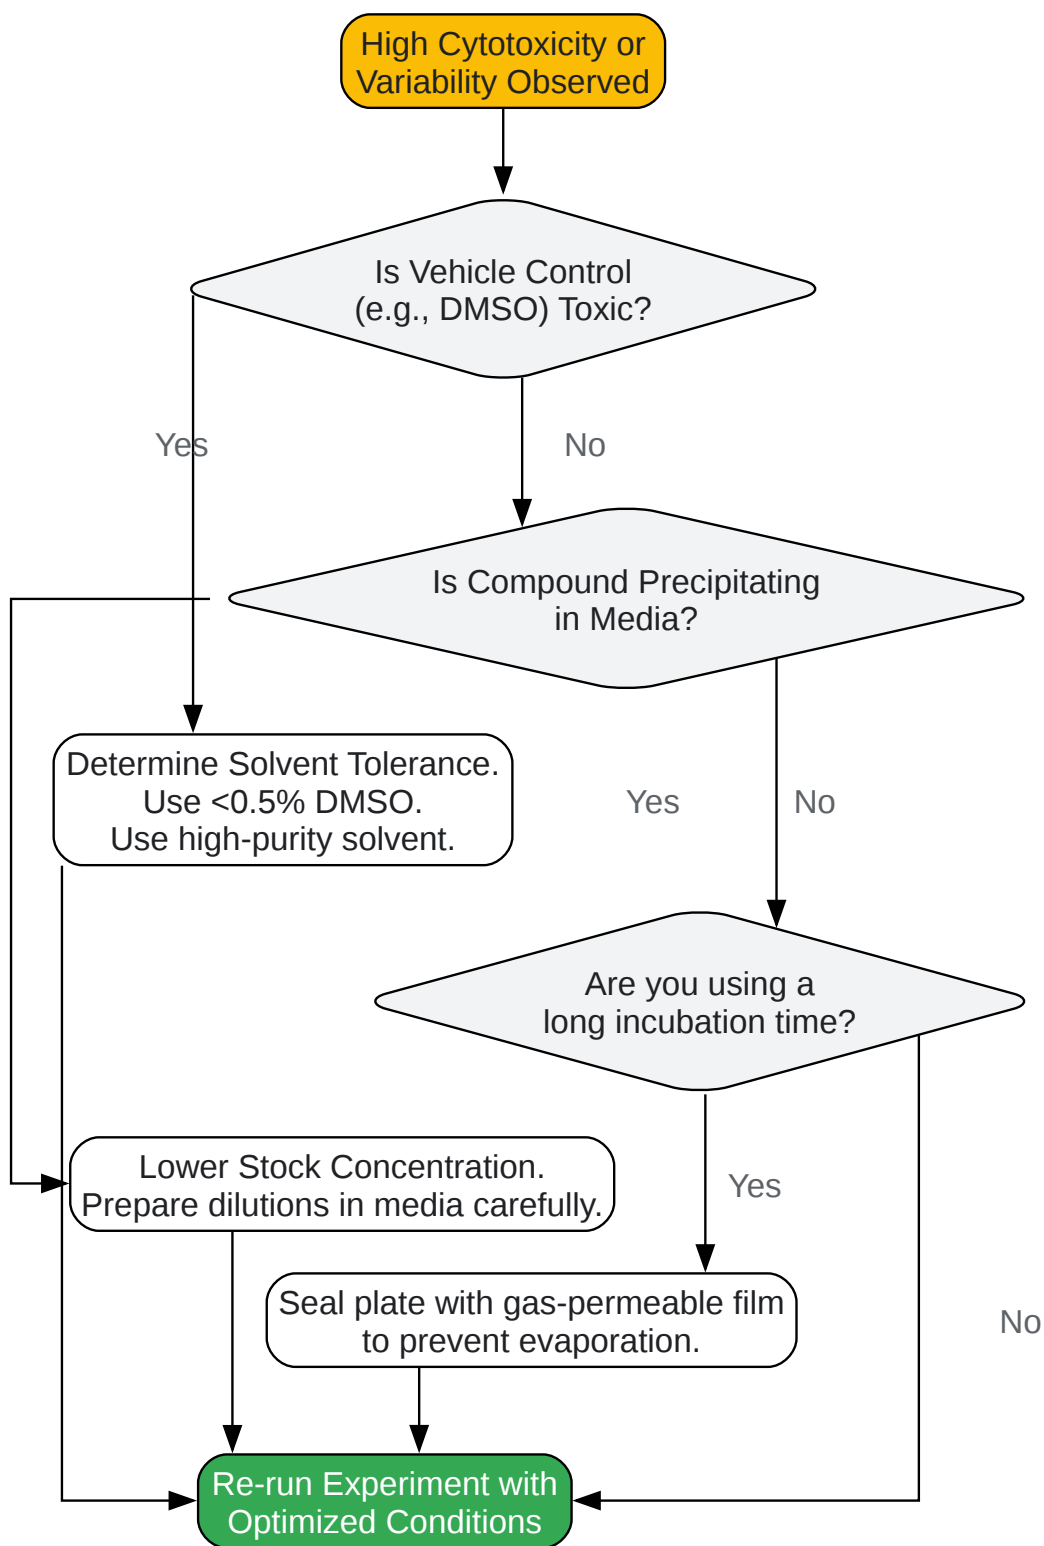 High Cytotoxicity or
Variability Observed
Is Vehicle Control
(e.g., DMSO) Toxic?
Yes
No
Is Compound Precipitating
in Media?
Determine Solvent Tolerance.
Use <0.5% DMSO.
Use high-purity solvent.
Yes
No
Are you using a
long incubation time?
Lower Stock Concentration.
Prepare dilutions in media carefully.
Yes
Seal plate with gas-permeable film
to prevent evaporation.
No
Re-run Experiment with
Optimized Conditions